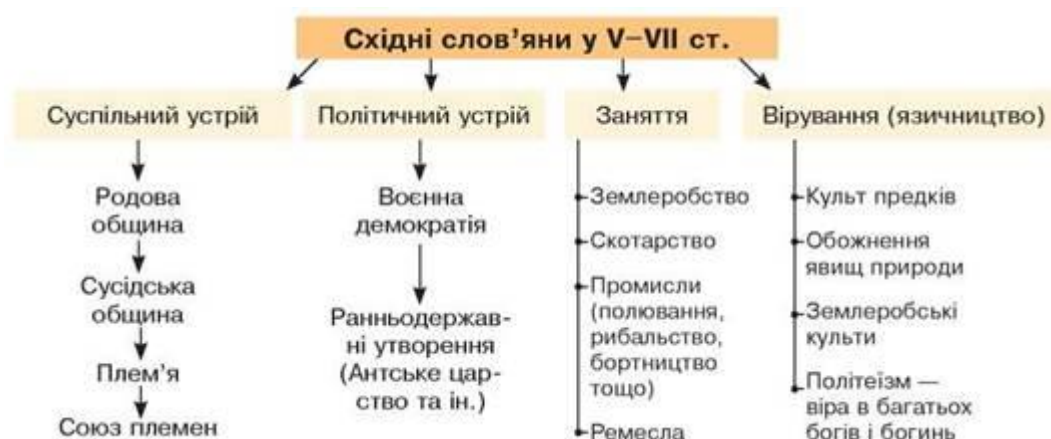 Східні слов’яни у V–VII ст.
Суспільний устрій
Родова
община
Сусідська
община
Плем’я
Союз племен
Політичний устрій
Воєнна
демократія
Ранньодержав-
ні утворення
(Антське цар-
ство та ін.)
Заняття
Землеробство
Скотарство
Промисли
(полювання,
рибальство,
бортництво
тощо)
Ремесла
Вірування (язичництво)
Культ предків
Обожнення
явищ природи
Землеробські
культи
Політеїзм —
віра в багатьох
богів і богинь